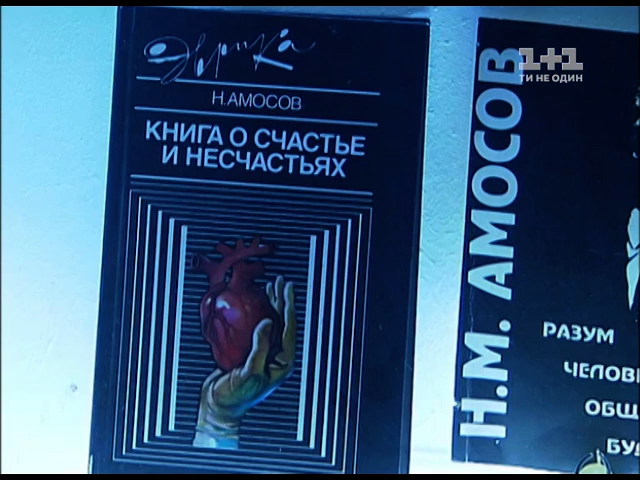 Эврика
Н.АМОСОВ
КНИГА О СЧАСТЬЕ
И НЕСЧАСТЬЯХ
1+1
ТИ НЕ ОДИН
Н.М. АМОСОВ
РАЗУМ